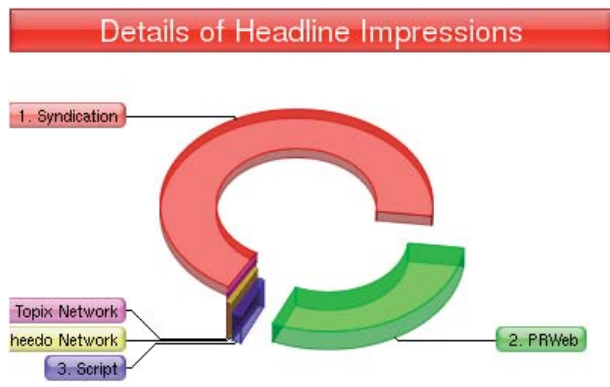 Details of Headline Impressions
1. Syndication
Topix Network
heedo Network
3. Script
2. PRWeb